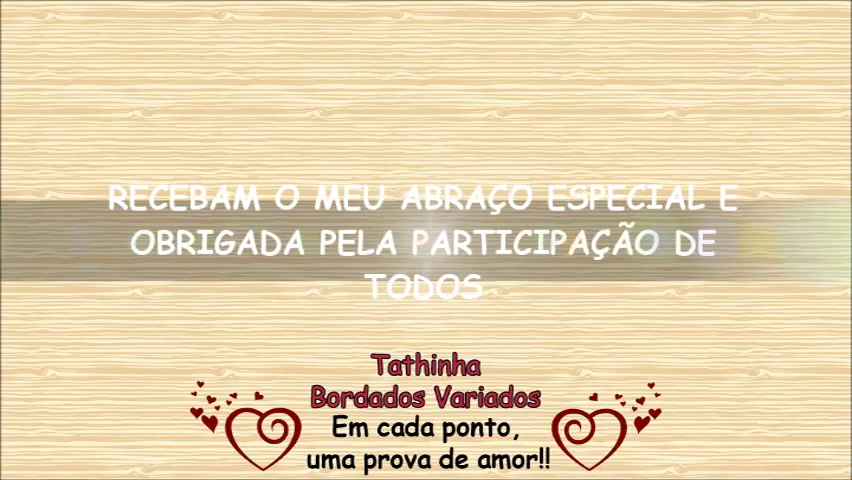 RECEBAM O MEU ABRAÇO ESPECIAL E
OBRIGADA PELA PARTICIPAÇÃO DE
TODOS
Tathinha
Bordados Variados
Em cada ponto,
uma prova de amor!!